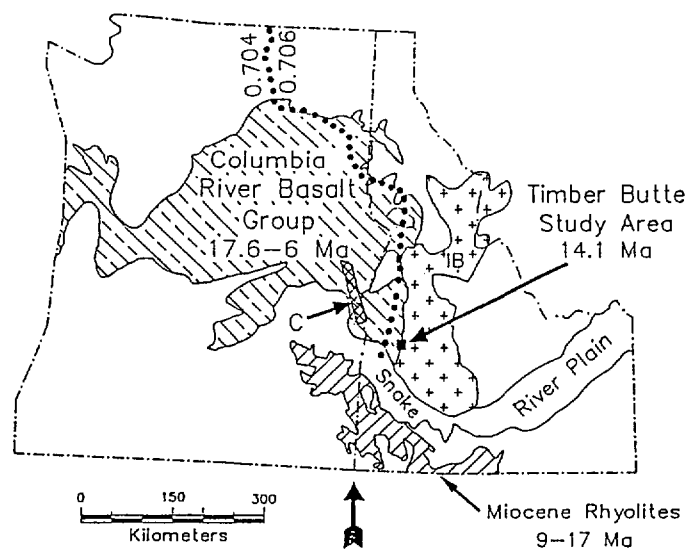 0.704
0.706
Columbia
River Basalt
Group
17.6–6 Ma
Timber Butte
Study Area
14.1 Ma
IB
C
Snake
River Plain
Miocene Rhyolites
9–17 Ma
0 150 300
Kilometers